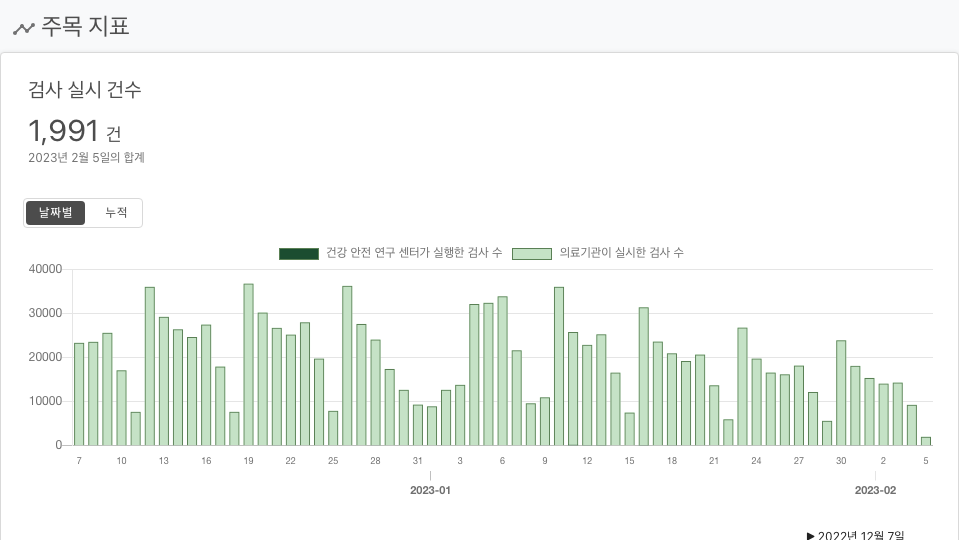 주목 지표
검사 실시 건수
1,991 건
2023년 2월 5일의 합계
날짜별 누적
건강 안전 연구 센터가 실행한 검사 수 의료기관이 실시한 검사 수
40000
30000
20000
10000
0
7 10 13 16 19 22 25 28 31 3 6 9 12 15 18 21 24 27 30 2 5
2023-01 2023-02
▶ 2022년 12월 7일